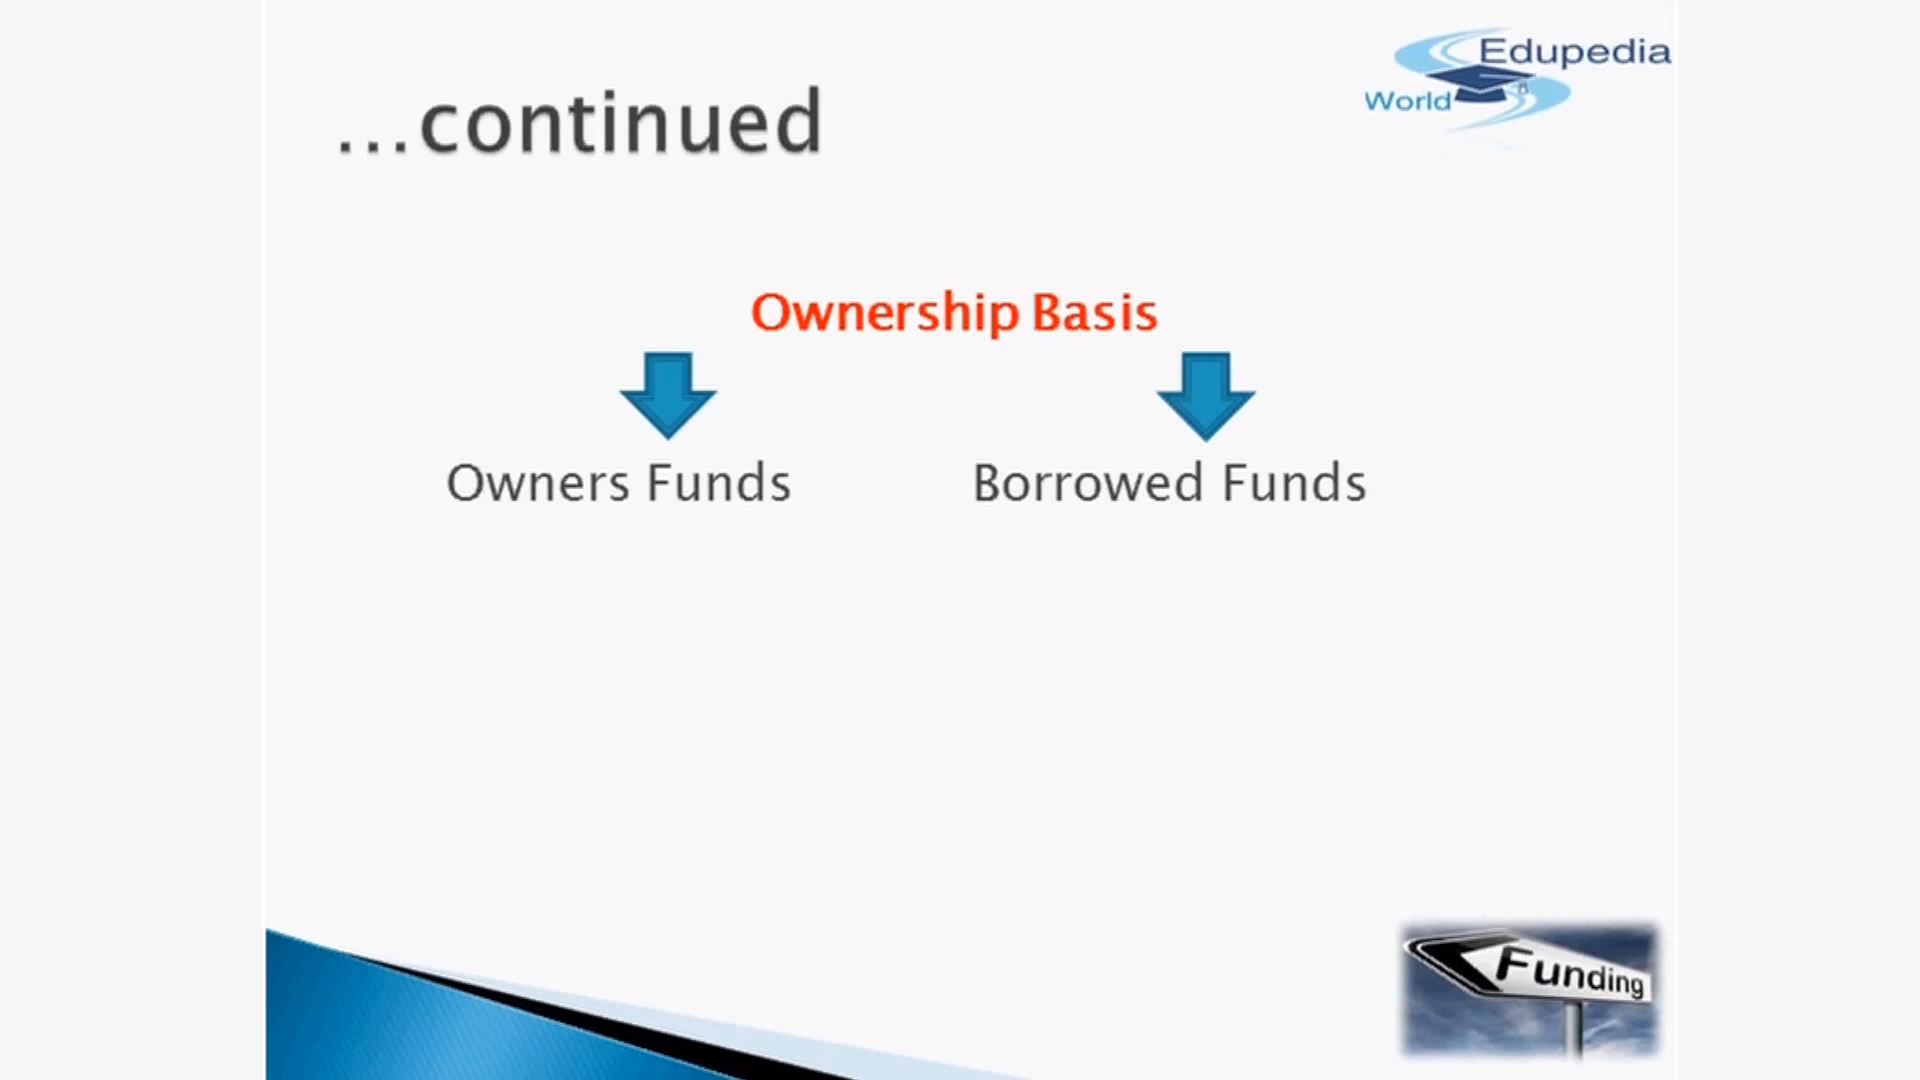 Edupedia
World
...continued
Ownership Basis
Owners Funds
Borrowed Funds
Funding